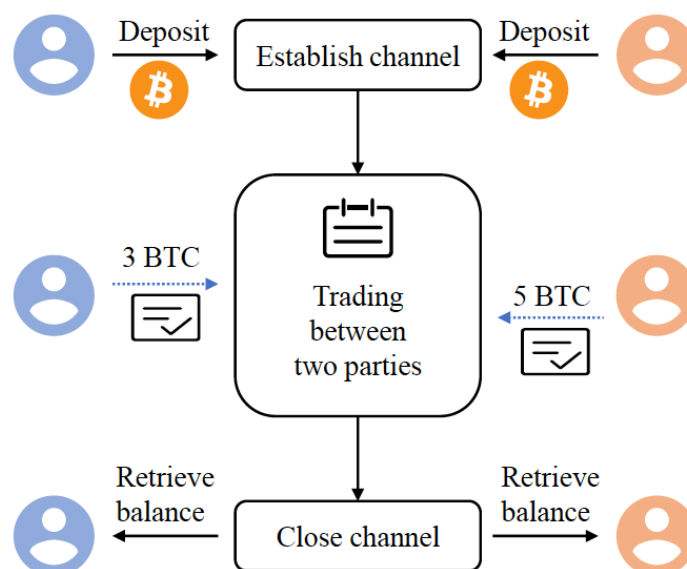 Deposit
Deposit
Establish channel
3 BTC
5 BTC
Trading
between
two parties
Retrieve
balance
Retrieve
balance
Close channel